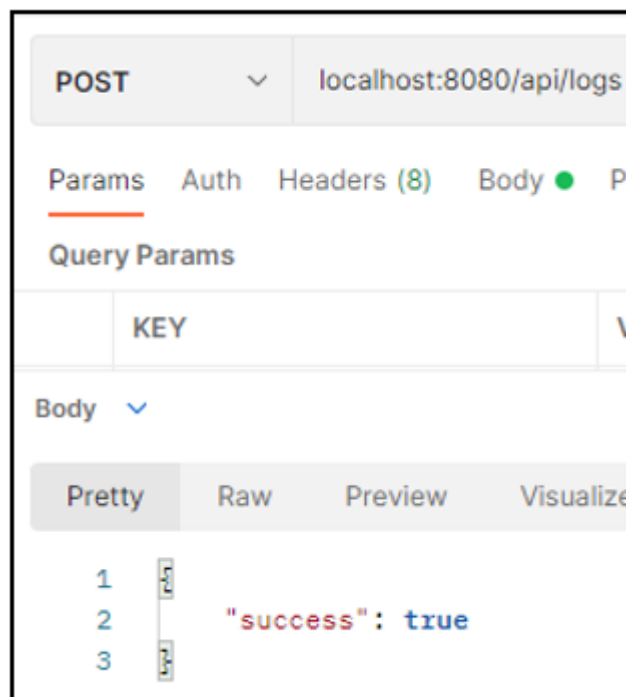 POST localhost:8080/api/logs
Params Auth Headers (8) Body P
Query Params
KEY
Body
Pretty Raw Preview Visualize
1 {
2 "success": true
3 }